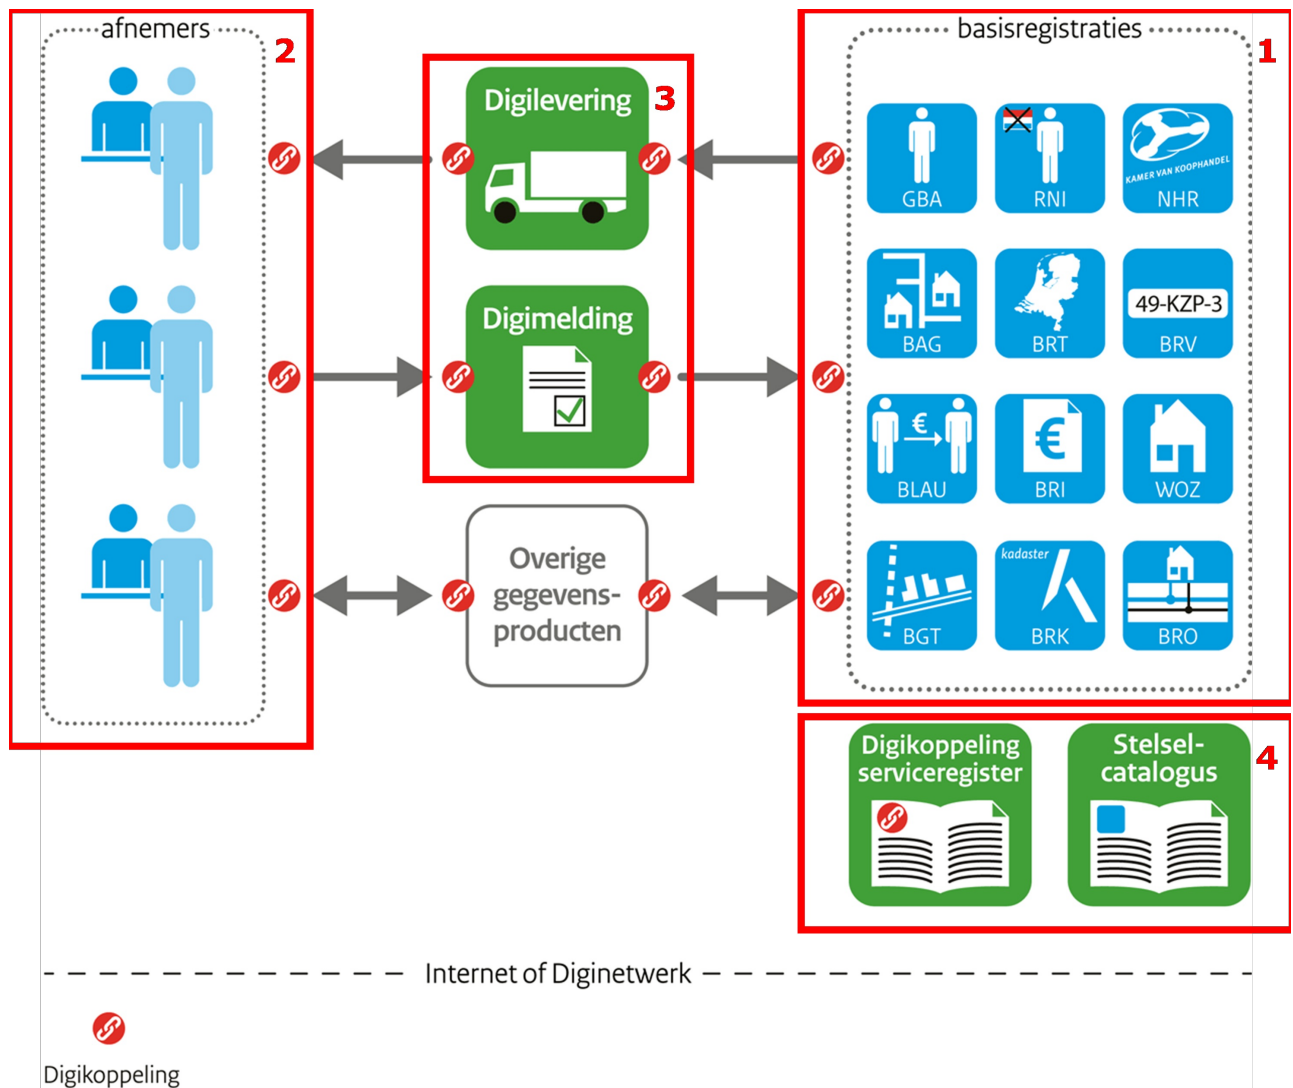 afnemers
2
basisregistraties
1
Digilevering
3
GBA
RNI
KAMER VAN KOOPHANDEL
NHR
Digimelding
BAG
BRT
49-KZP-3
BRV
€
BLAU
€
BRI
WOZ
Overige
gegevens-
producten
BGT
kadaster
BRK
BRO
Digikoppeling
serviceregister
Stelsel-
catalogus
4
Internet of Diginetwerk
Digikoppeling